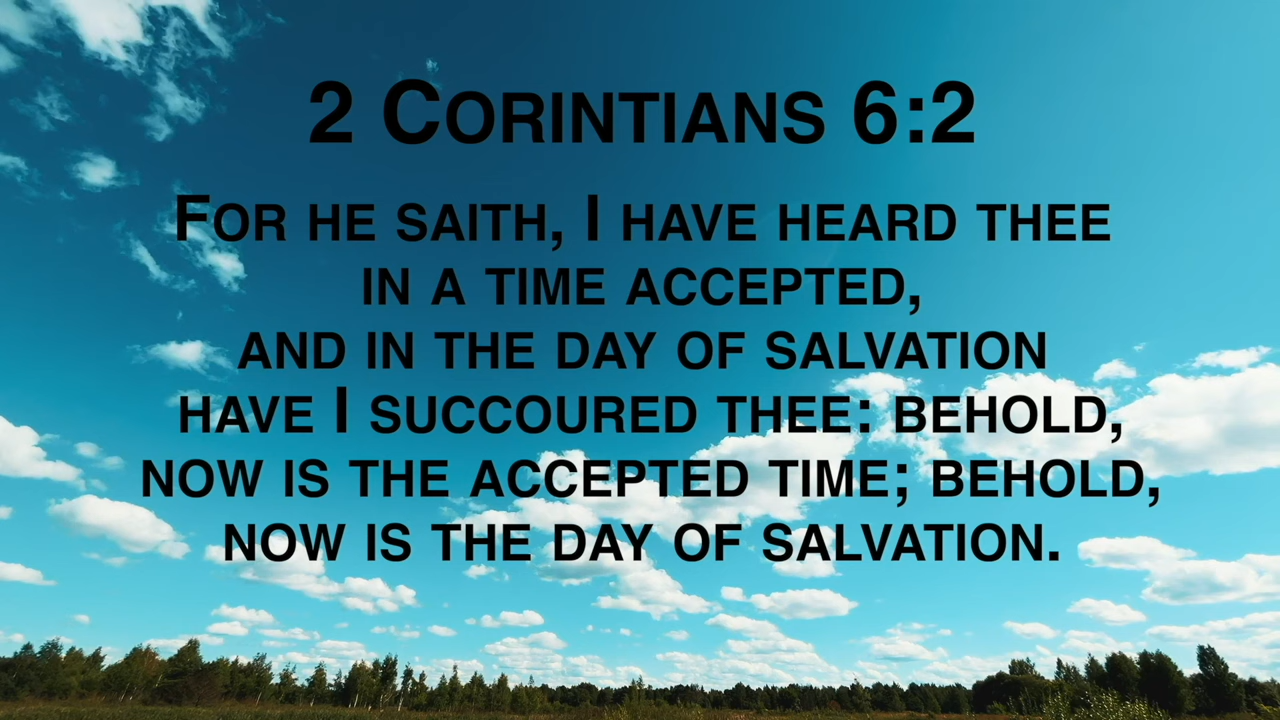 2 Corintians 6:2
For he saith, I have heard thee
in a time accepted,
and in the day of salvation
have I succoured thee: behold,
now is the accepted time; behold,
now is the day of salvation.